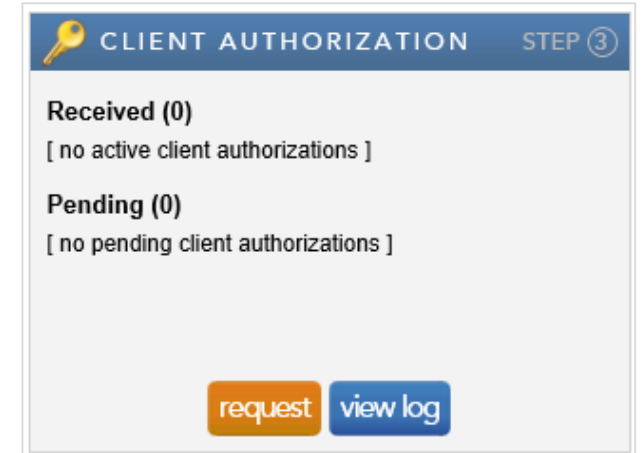 CLIENT AUTHORIZATION STEP 3
Received (0)
[ no active client authorizations ]
Pending (0)
[ no pending client authorizations ]
request view log